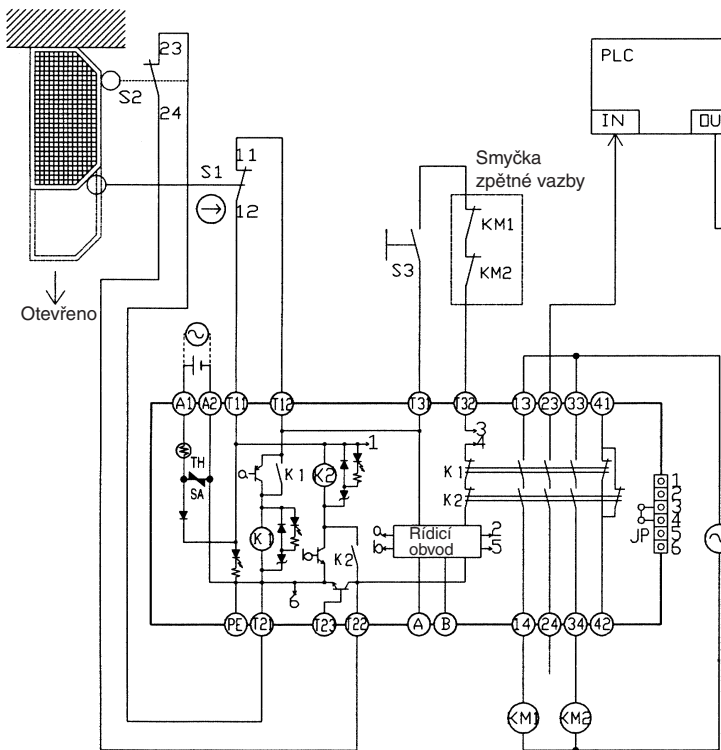 23
S2
24
PLC
IN
OU
11
S1
12
Smyčka
zpětné vazby
KM1
KM2
S3
Otevřeno
A1
A2
T11
T12
T31
T32
13
23
33
41
1
3
4
a
K1
K2
TH
SA
K1
K2
1
2
3
4
5
6
JP
K1
b
K2
a
b
Řídicí
obvod
2
5
6
PE
T21
T23
T22
A
B
14
24
34
42
KM1
KM2